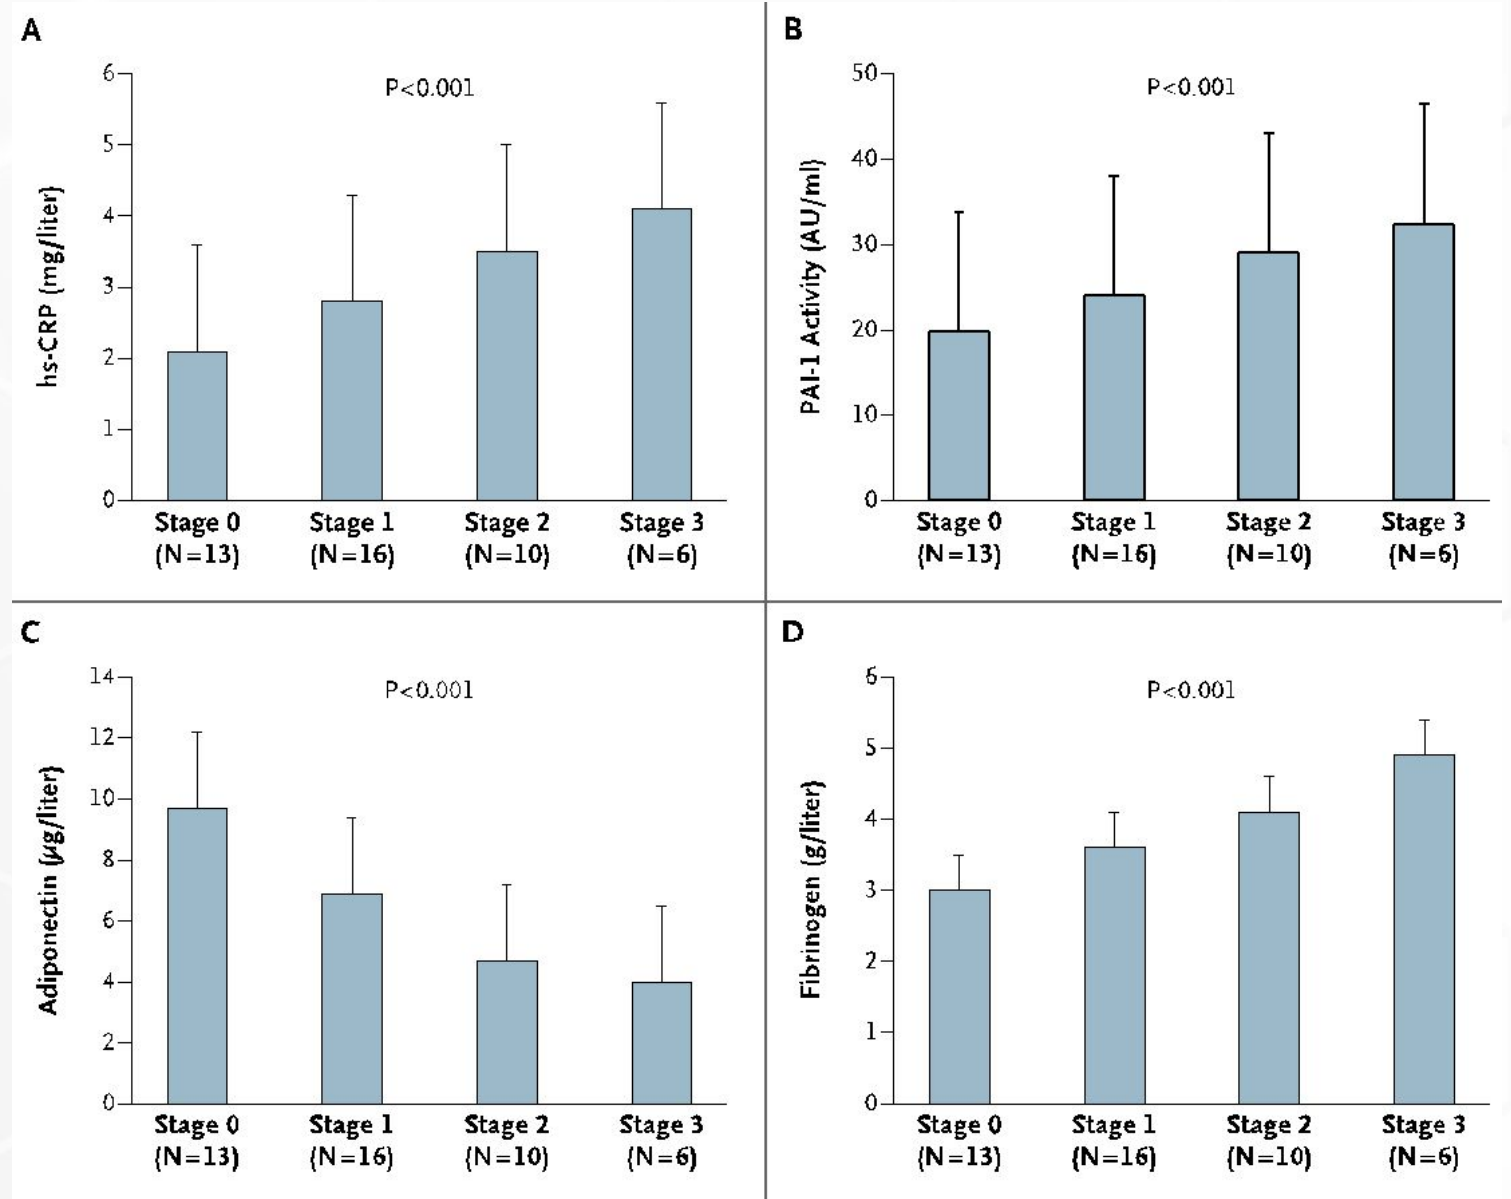 A
P<0.001
hs-CRP (mg/liter)
6
5
4
3
2
1
0
Stage 0 Stage 1 Stage 2 Stage 3
(N=13) (N=16) (N=10) (N=6)
B
P<0.001
PAI-1 Activity (AU/ml)
50
40
30
20
10
0
Stage 0 Stage 1 Stage 2 Stage 3
(N=13) (N=16) (N=10) (N=6)
C
P<0.001
Adiponectin (µg/liter)
14
12
10
8
6
4
2
0
Stage 0 Stage 1 Stage 2 Stage 3
(N=13) (N=16) (N=10) (N=6)
D
P<0.001
Fibrinogen (g/liter)
6
5
4
3
2
1
0
Stage 0 Stage 1 Stage 2 Stage 3
(N=13) (N=16) (N=10) (N=6)